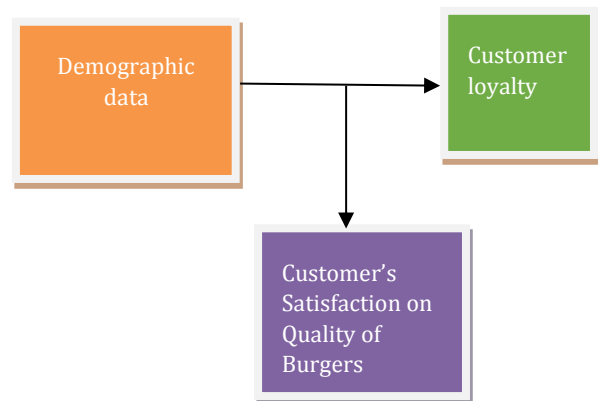 Demographic
data
Customer
loyalty
Customer’s
Satisfaction on
Quality of
Burgers